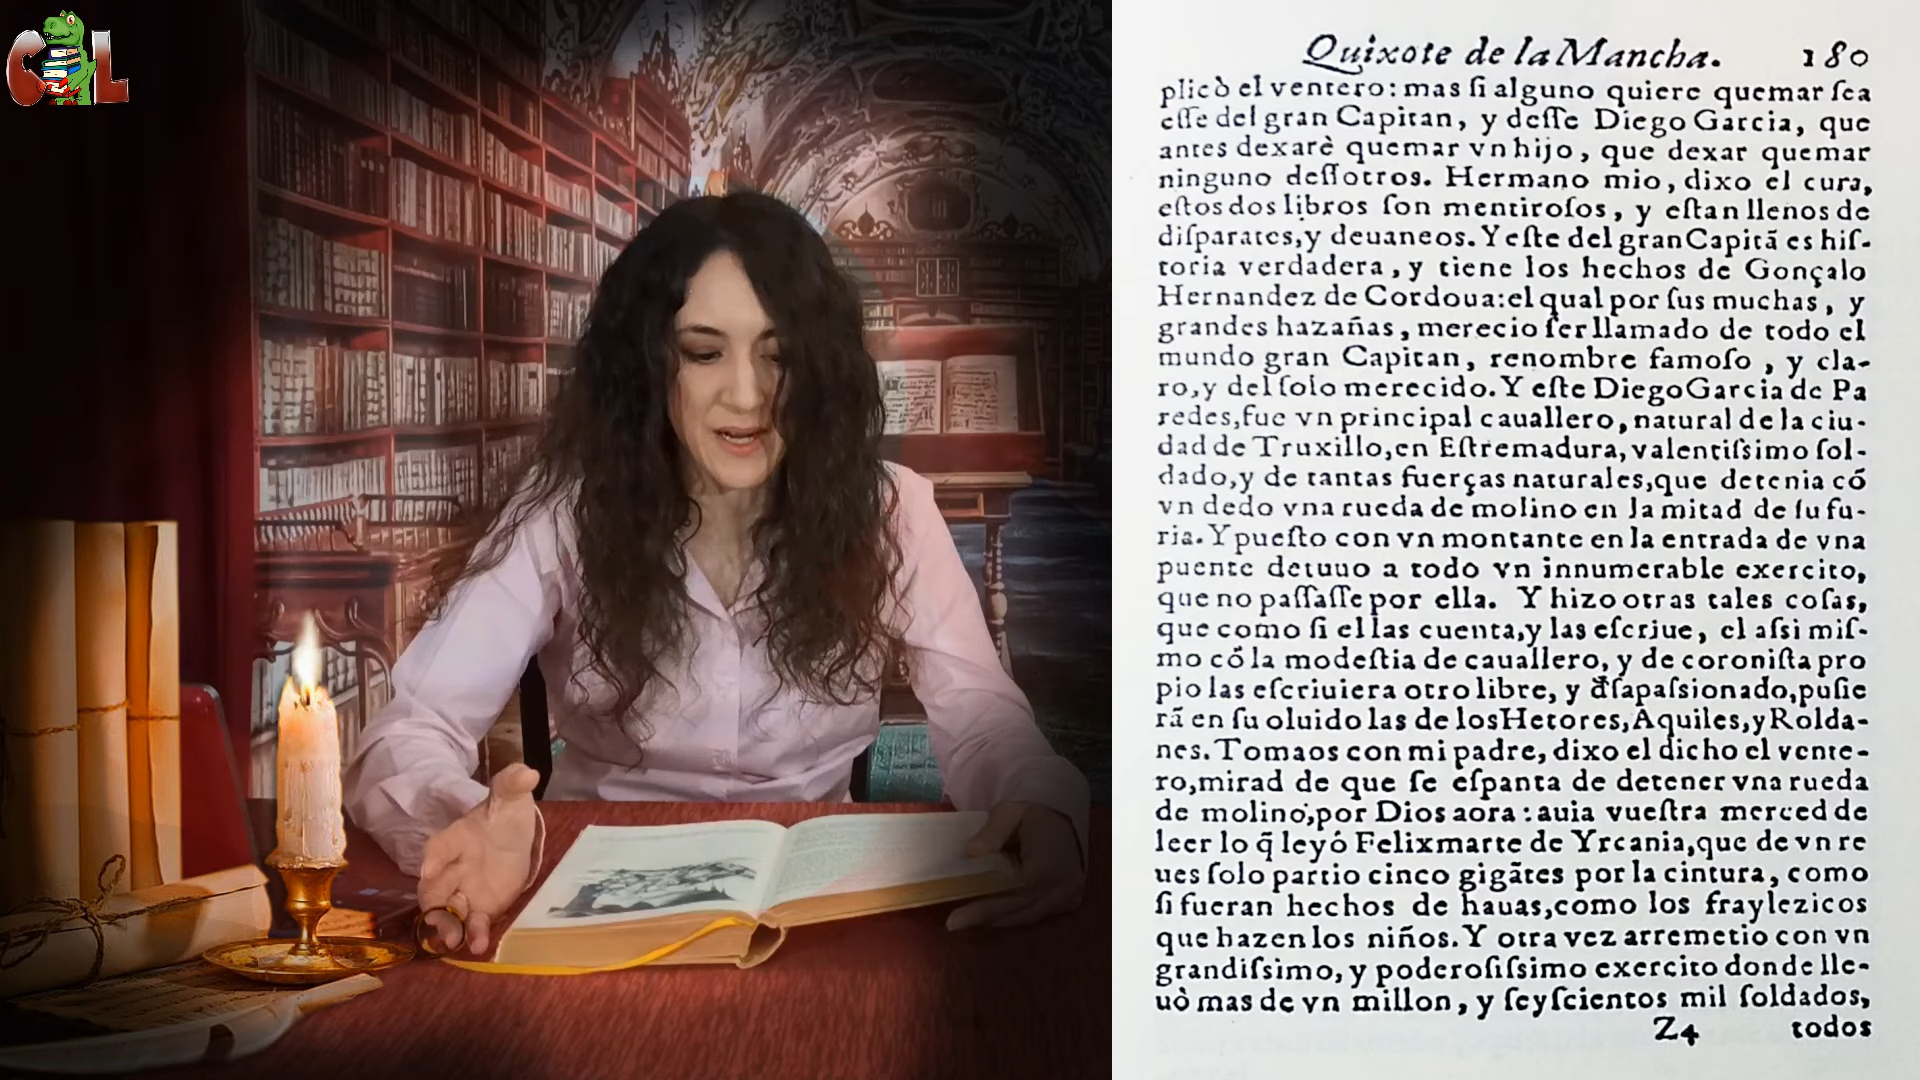 CIL
Quixote de la Mancha. 180
plicò el ventero: mas ſi alguno quiere quemar ſea
eſſe del gran Capitan, y deſſe Diego Garcia, que
antes dexarè quemar vn hijo, que dexar quemar
ninguno deſſotros. Hermano mio, dixo el cura,
eſtos dos libros ſon mentiroſos, y eſtan llenos de
diſparates, y deuaneos. Y eſte del gran Capitã es hiſ-
toria verdadera, y tiene los hechos de Gonçalo
Hernandez de Cordoua: el qual por ſus muchas, y
grandes hazañas, merecio ſer llamado de todo el
mundo gran Capitan, renombre famoſo, y cla-
ro, y del ſolo merecido. Y eſte Diego Garcia de Pa
redes, fue vn principal cauallero, natural de la ciu-
dad de Truxillo, en Eſtremadura, valentiſsimo ſol-
dado, y de tantas fuerças naturales, que detenia cõ
vn dedo vna rueda de molino en la mitad de ſu fu-
ria. Y pueſto con vn montante en la entrada de vna
puente detuuo a todo vn innumerable exercito,
que no paſſaſſe por ella. Y hizo otras tales coſas,
que como ſi el las cuenta, y las eſcriue, el aſsi miſ-
mo cõ la modeſtia de cauallero, y de coroniſta pro
pio las eſcriuiera otro libre, y d̃ſapaſsionado, puſie
rã en ſu oluido las de los Hetores, Aquiles, y Rolda-
nes. Tomaos con mi padre, dixo el dicho el vente-
ro, mirad de que ſe eſpanta de detener vna rueda
de molino, por Dios aora: auia vueſtra merced de
leer lo q̃ leyó Felixmarte de Yrcania, que de vn re
ues ſolo partio cinco gigãtes por la cintura, como
ſi fueran hechos de hauas, como los fraylezicos
que hazen los niños. Y otra vez arremetio con vn
grandiſsimo, y poderoſiſsimo exercito donde lle-
uò mas de vn millon, y ſeyſcientos mil ſoldados,
Z4 todos